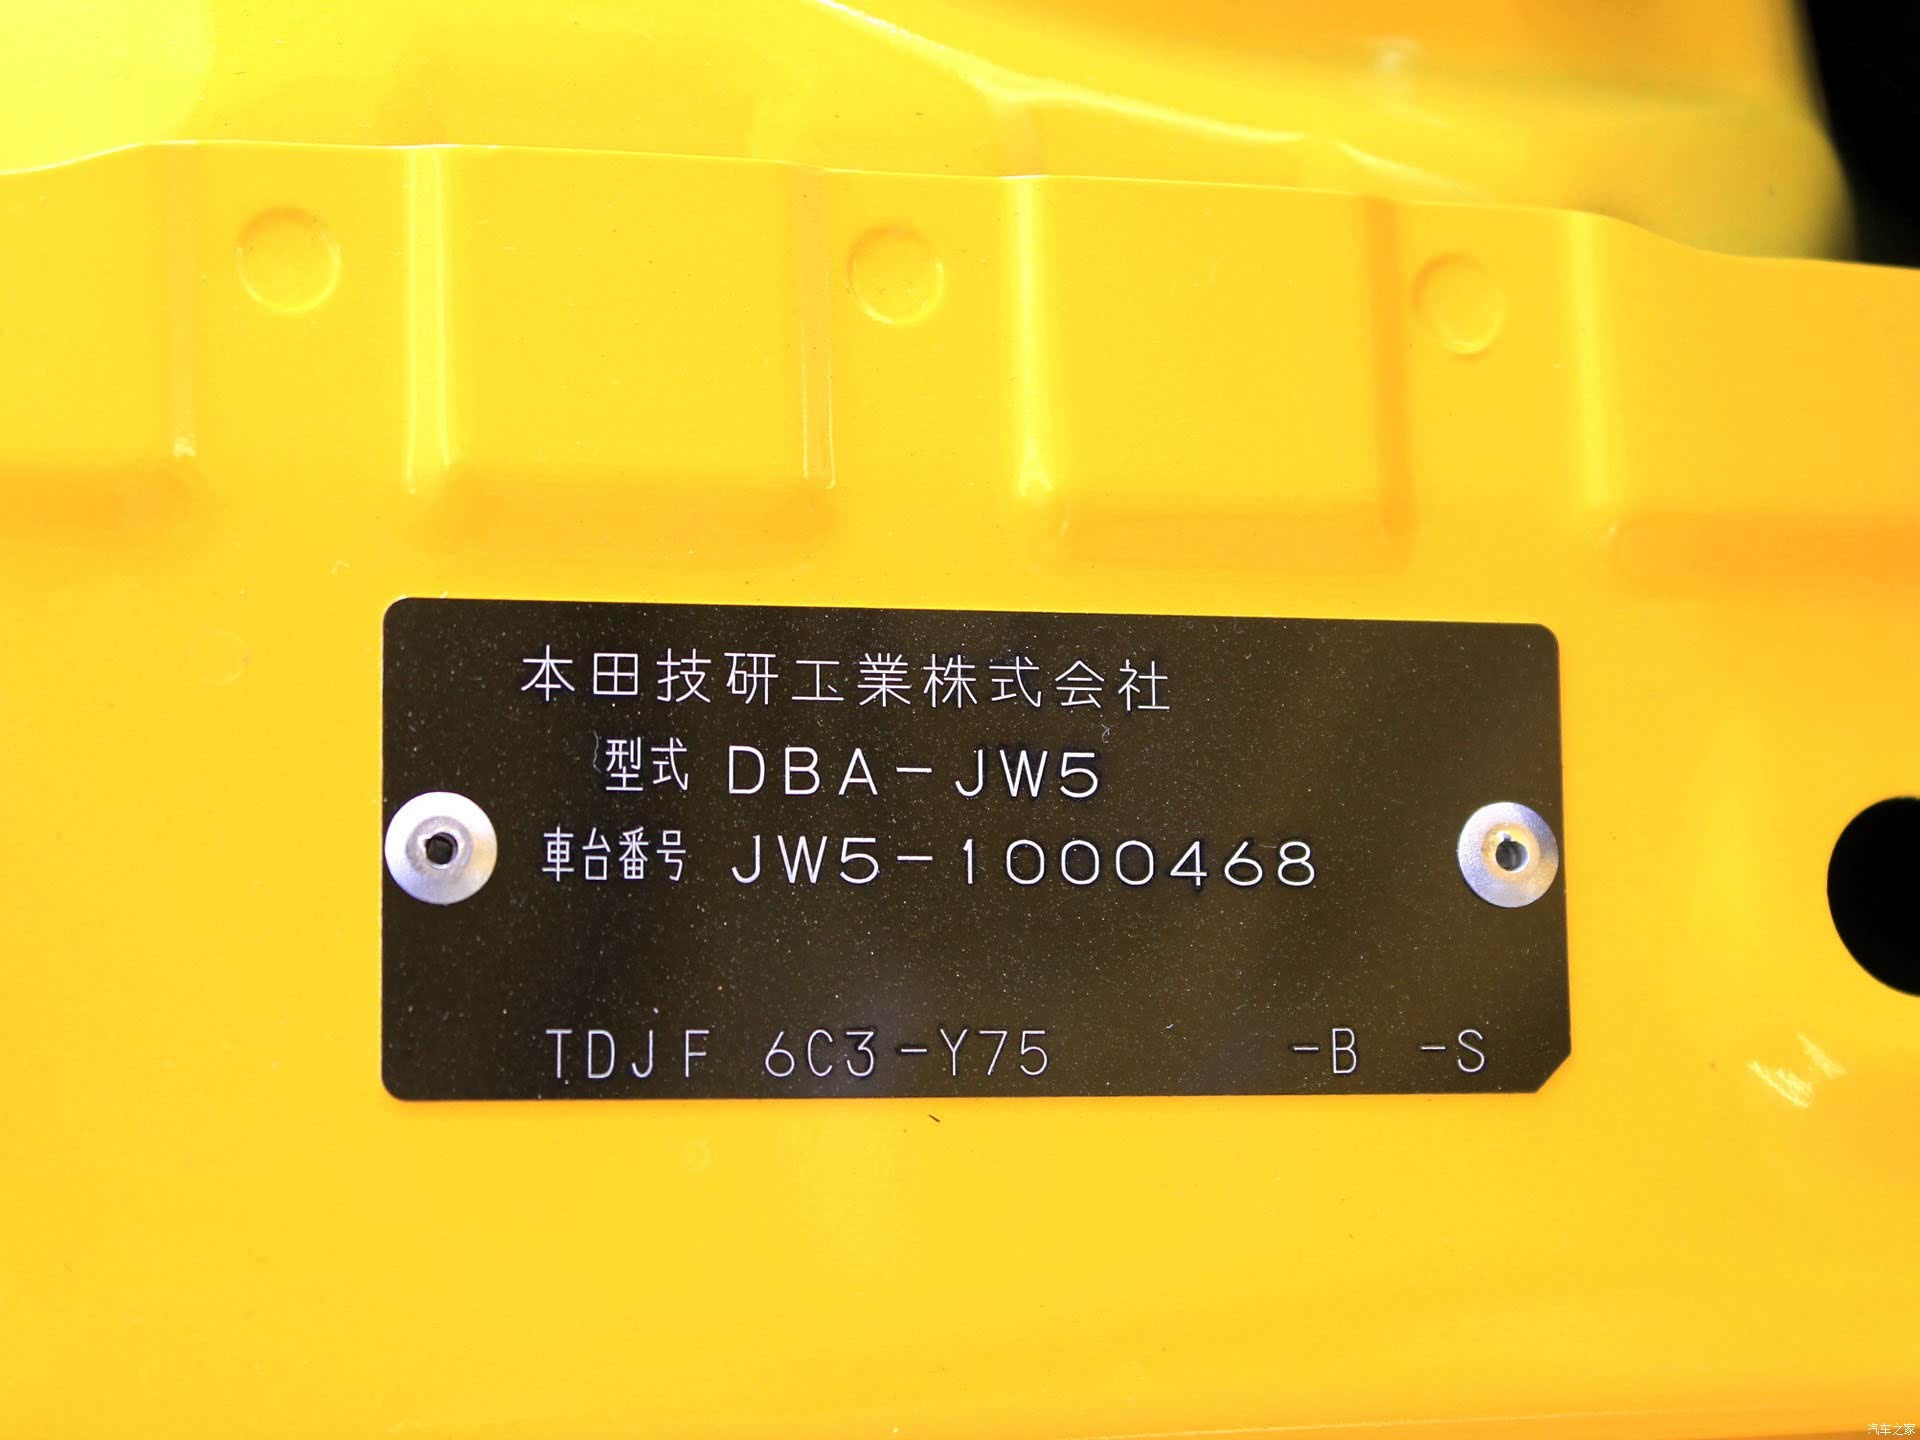 本田技研工業株式会社
型式 DBA-JW5
車台番号 JW5-1000468
TDJF 6C3-Y75 -B -S
汽车之家